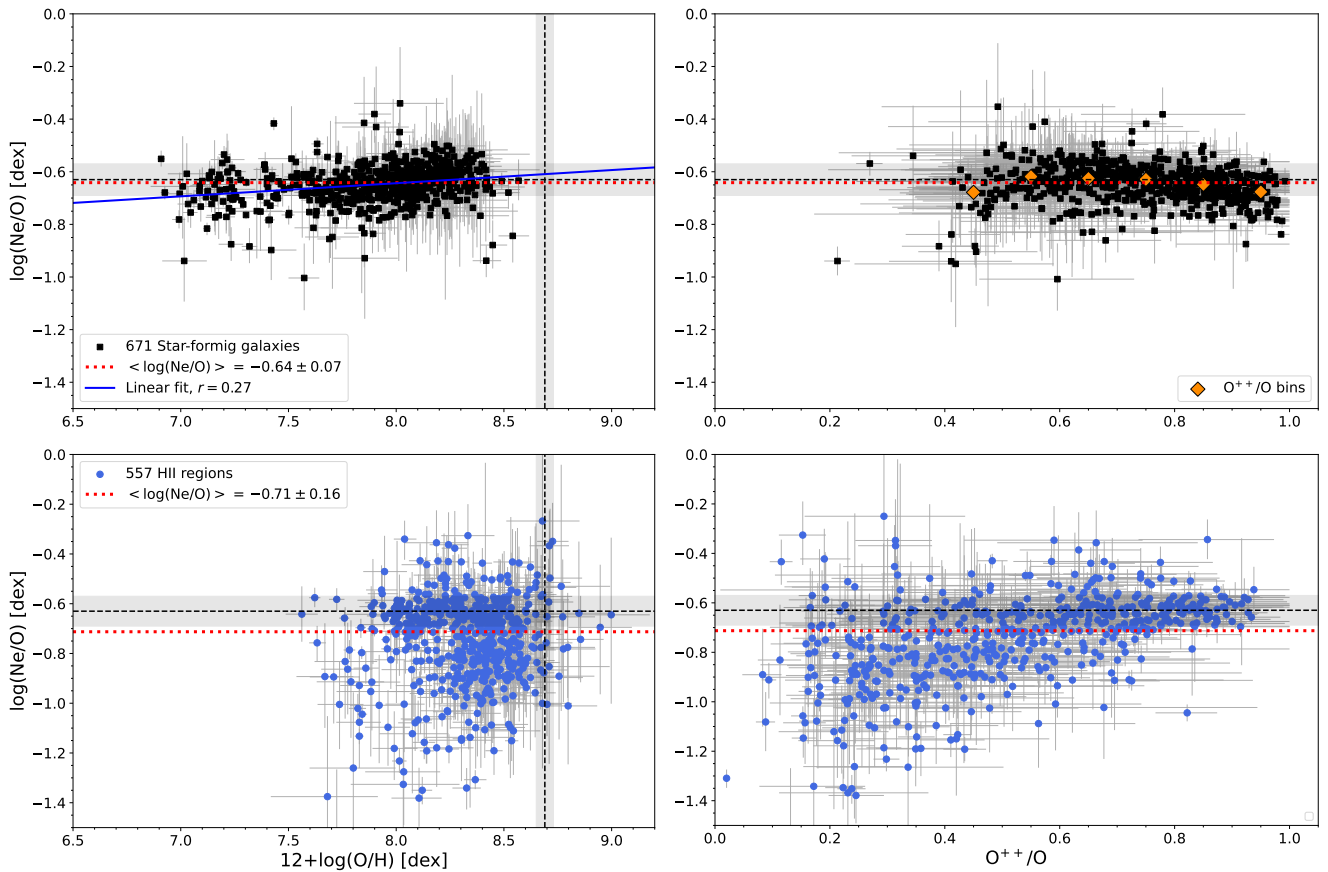 0.0
−0.2
−0.4
−0.6
−0.8
−1.0
−1.2
−1.4
log(Ne/O)) [dex]
671 Star-formig galaxies
< log(Ne/O) > = −0.64 ± 0.07
Linear fit, r = 0.27
6.5 7.0 7.5 8.0 8.5 9.0
0.0
−0.2
−0.4
−0.6
−0.8
−1.0
−1.2
−1.4
O⁺⁺/O bins
0.0 0.2 0.4 0.6 0.8 1.0
0.0
−0.2
−0.4
−0.6
−0.8
−1.0
−1.2
−1.4
log(Ne/O)) [dex]
557 HII regions
< log(Ne/O) > = −0.71 ± 0.16
6.5 7.0 7.5 8.0 8.5 9.0
12+log(O/H) [dex]
0.0
−0.2
−0.4
−0.6
−0.8
−1.0
−1.2
−1.4
0.0 0.2 0.4 0.6 0.8 1.0
O⁺⁺/O